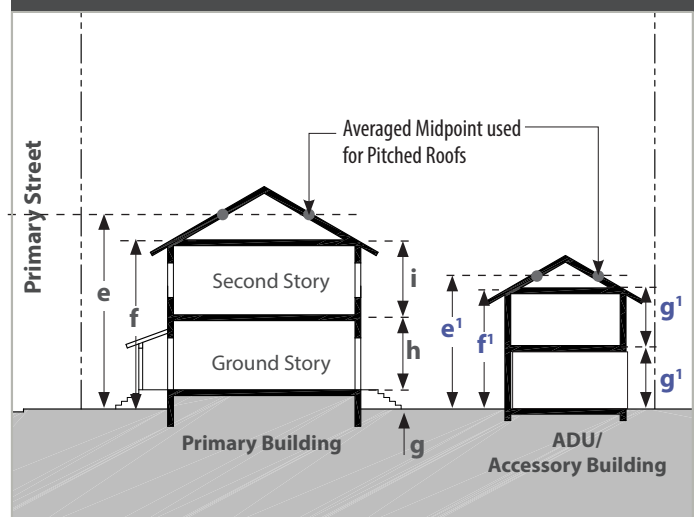 Averaged Midpoint used
for Pitched Roofs
Primary Street
e
f
Second Story
i
Ground Story
h
g
e¹
f¹
g¹
g¹
Primary Building
ADU/
Accessory Building